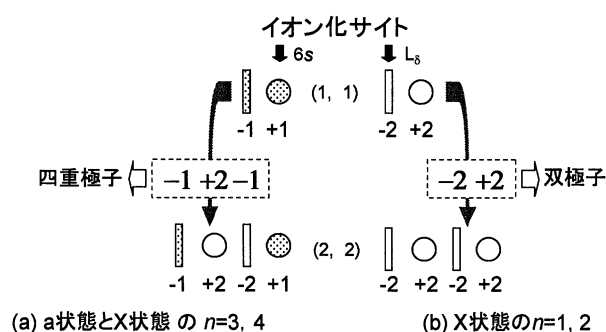 イオン化サイト
6s Lδ
(1, 1)
-1 +1 -2 +2
四重極子 −1 +2 −1 −2 +2 双極子
(2, 2)
-1 +2 -2 +1 -2 +2 -2 +2
(a) a状態とX状態 の n=3, 4 (b) X状態のn=1, 2